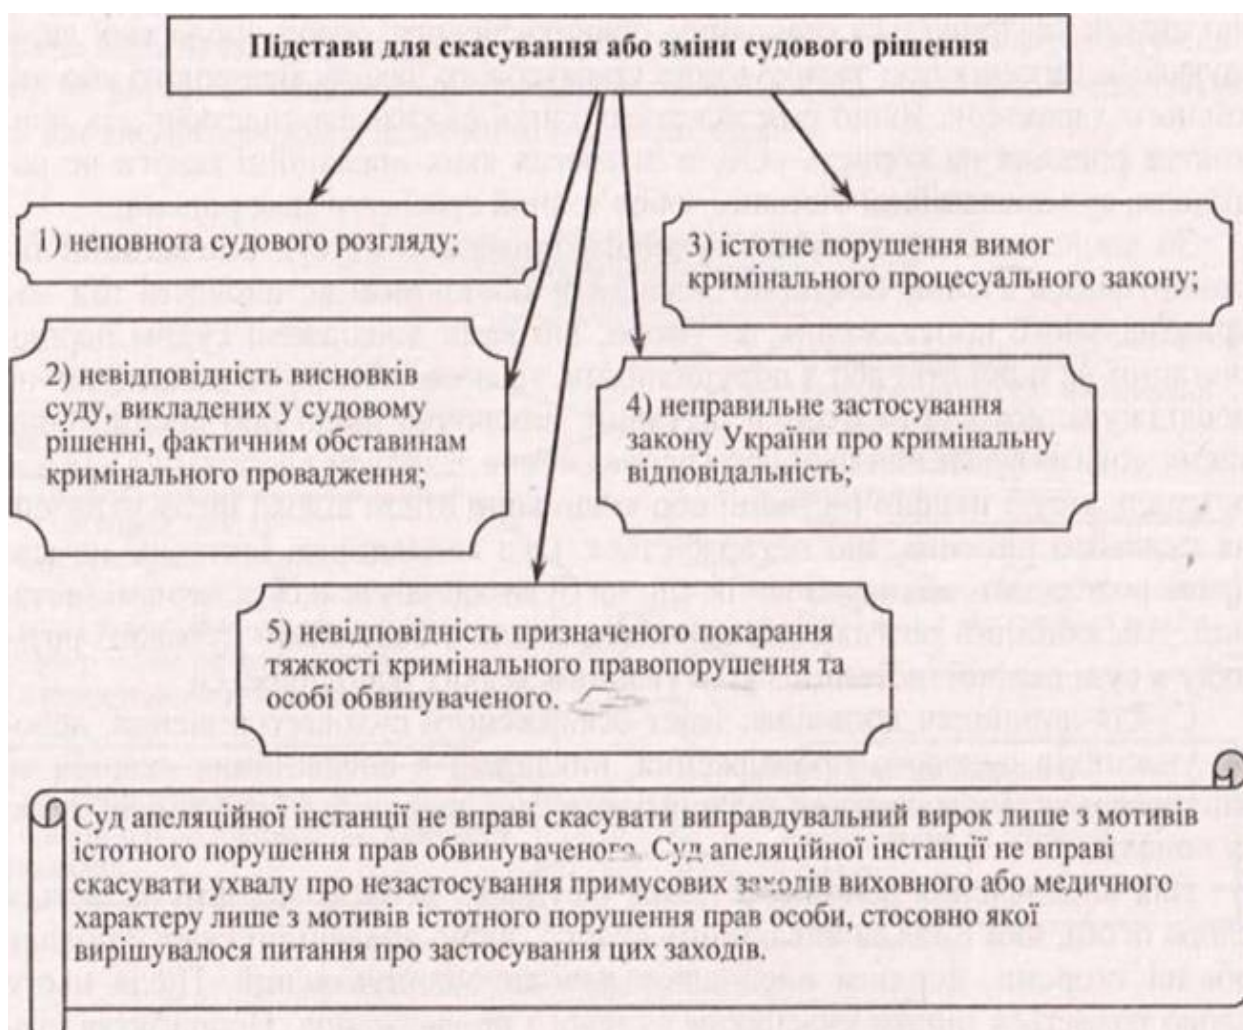 Підстави для скасування або зміни судового рішення
1) неповнота судового розгляду;
3) істотне порушення вимог
кримінального процесуального закону;
2) невідповідність висновків
суду, викладених у судовому
рішенні, фактичним обставинам
кримінального провадження;
4) неправильне застосування
закону України про кримінальну
відповідальність;
5) невідповідність призначеного покарання
тяжкості кримінального правопорушення та
особі обвинуваченого.
Суд апеляційної інстанції не вправі скасувати виправдувальний вирок лише з мотивів
істотного порушення прав обвинуваченого. Суд апеляційної інстанції не вправі
скасувати ухвалу про незастосування примусових заходів виховного або медичного
характеру лише з мотивів істотного порушення прав особи, стосовно якої
вирішувалося питання про застосування цих заходів.